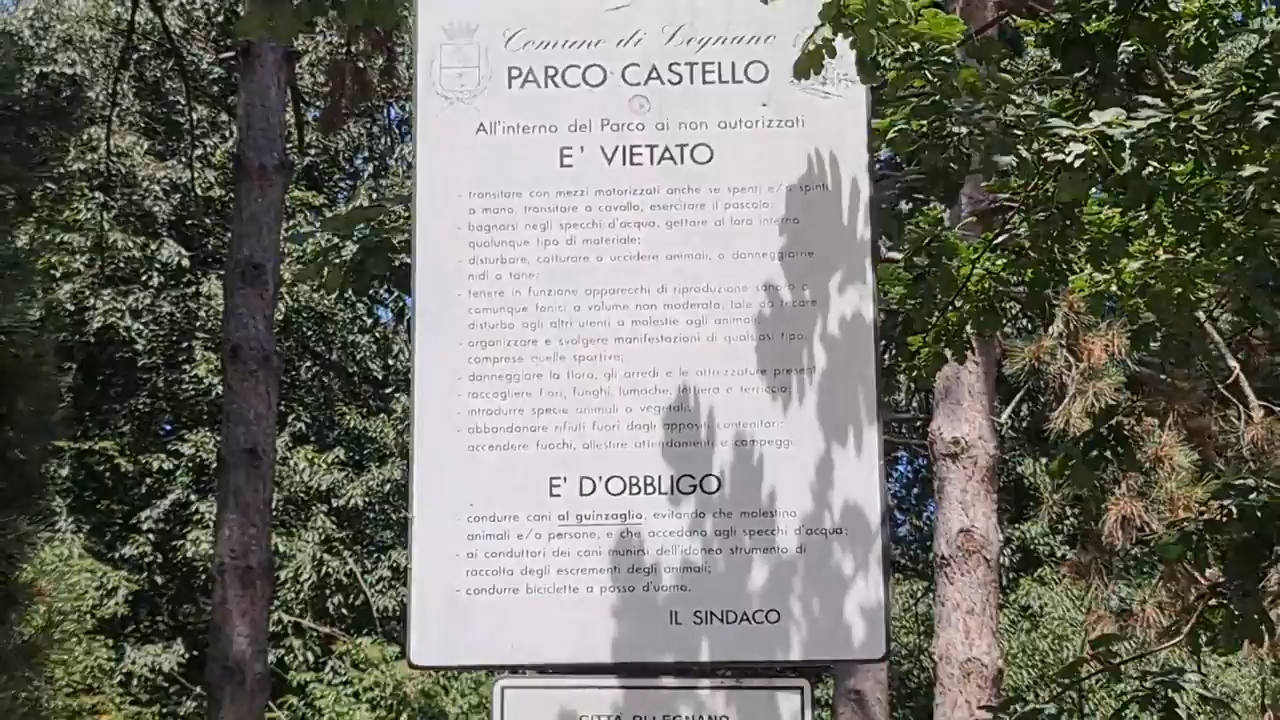 Comune di Legnano
PARCO CASTELLO
All'interno del Parco ai non autorizzati
E' VIETATO
- transitare con mezzi motorizzati anche se spenti e/o spinti
a mano, transitare a cavallo, esercitare il pascolo;
- bagnarsi negli specchi d'acqua, gettare al loro interno
qualunque tipo di materiale;
- disturbare, catturare o uccidere animali, o danneggiarne
nidi o tane;
- tenere in funzione apparecchi di riproduzione sonora o
comunque fonici a volume non moderato, tale da recare
disturbo agli altri utenti o molestie agli animali;
- organizzare e svolgere manifestazioni di qualsiasi tipo,
comprese quelle sportive;
- danneggiare la flora, gli arredi e le attrezzature presenti
- raccogliere fiori, funghi, lumache, lettiera e terriccio;
- introdurre specie animali o vegetali;
- abbandonare rifiuti fuori dagli appositi contenitori;
accendere fuochi, allestire attendamenti e campeggi.
E' D'OBBLIGO
- condurre cani al guinzaglio, evitando che molestino
animali e/o persone, e che accedano agli specchi d'acqua;
- ai conduttori dei cani munirsi dell'idoneo strumento di
raccolta degli escrementi degli animali;
- condurre biciclette a passo d'uomo.
IL SINDACO
CITTÀ DI LEGNANO